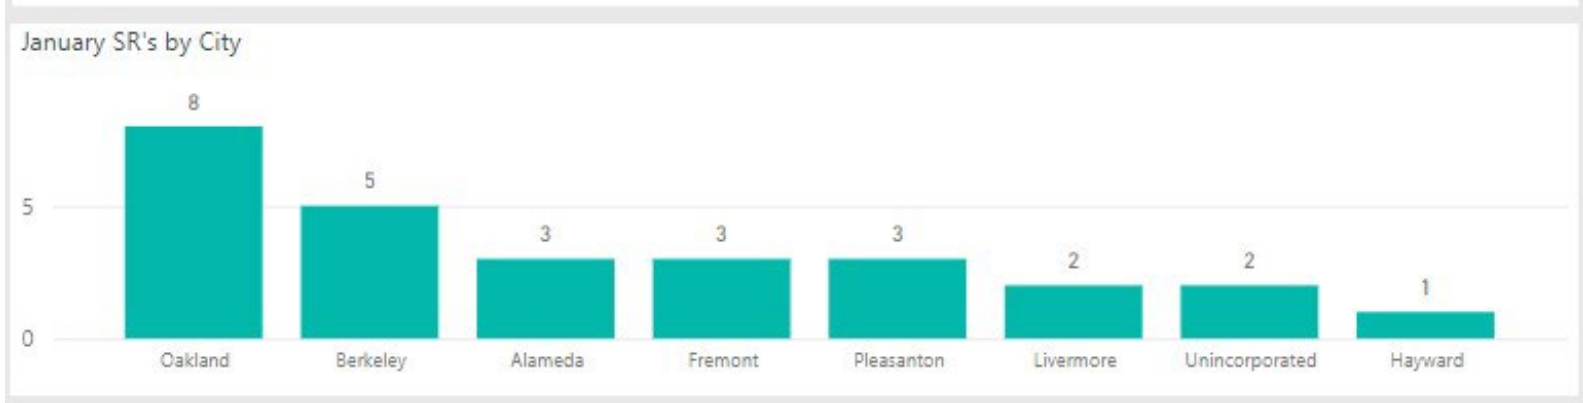 January SR's by City
8
5
3
3
3
2
2
1
5
0
Oakland
Berkeley
Alameda
Fremont
Pleasanton
Livermore
Unincorporated
Hayward